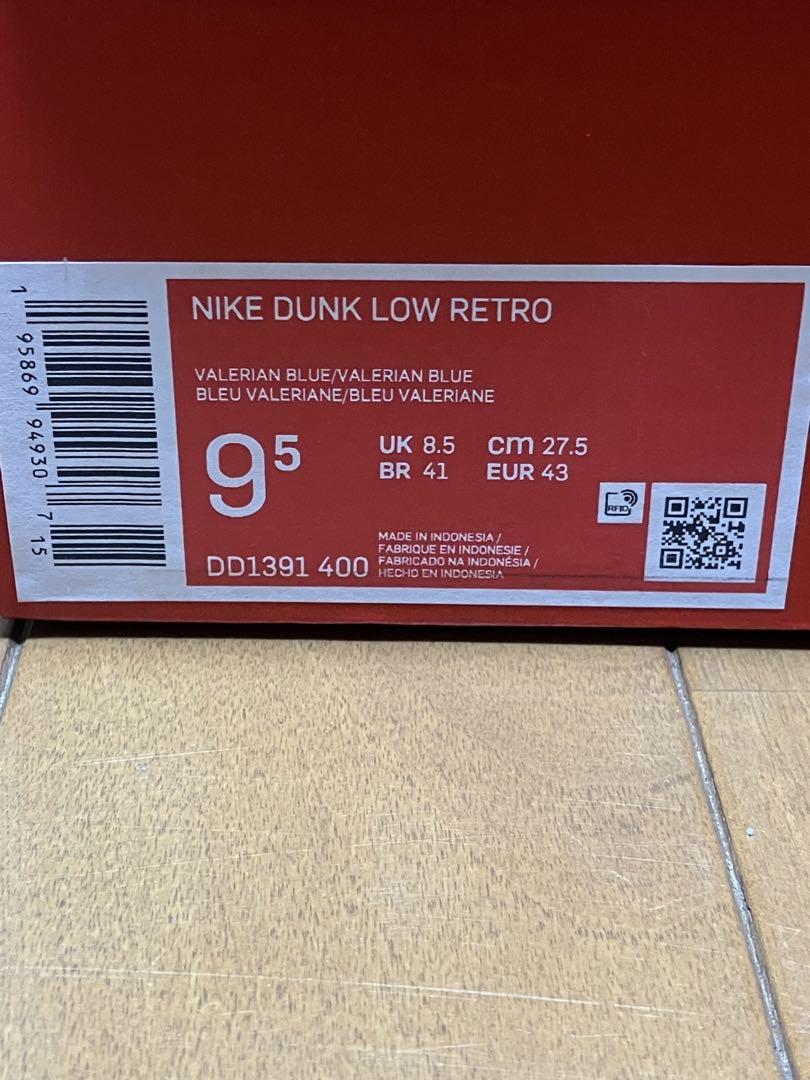 NIKE DUNK LOW RETRO
VALERIAN BLUE/VALERIAN BLUE
BLEU VALERIANE/BLEU VALERIANE
9⁵
UK 8.5 cm 27.5
BR 41 EUR 43
RFID
DD1391 400
MADE IN INDONESIA /
FABRIQUE EN INDONESIE /
FABRICADO NA INDONÉSIA /
HECHO EN INDONESIA
1 95869 94930 7 15